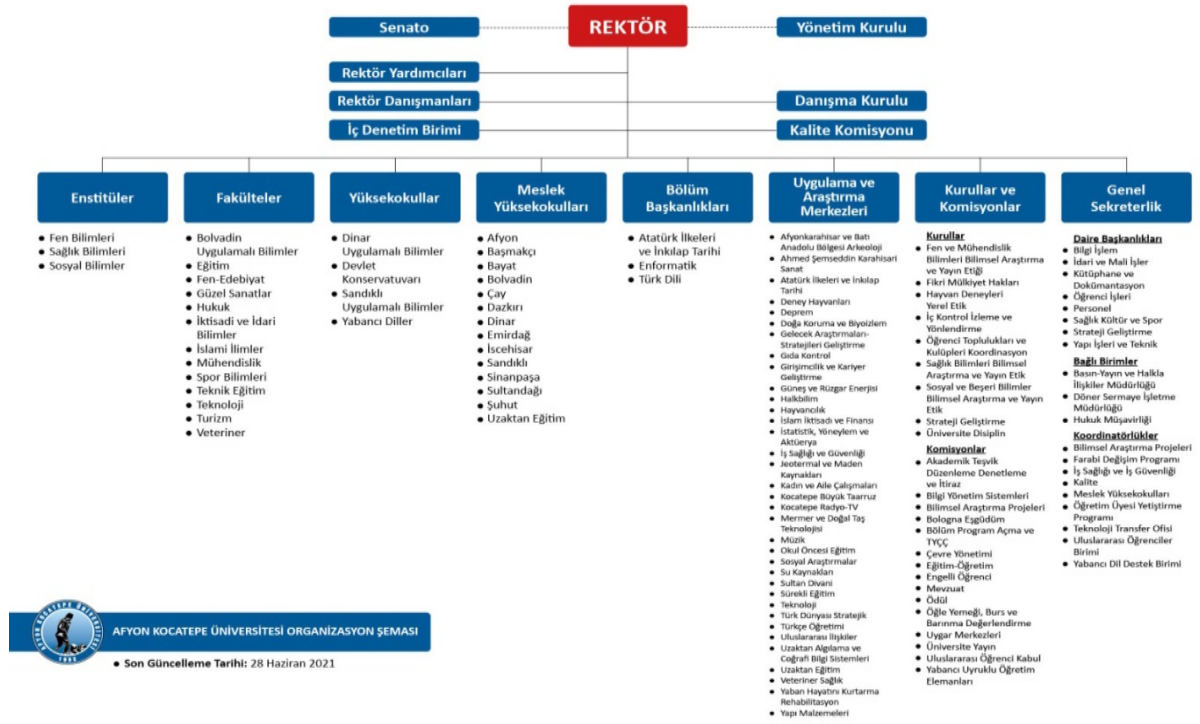 Senato
REKTÖR
Yönetim Kurulu
Rektör Yardımcıları
Rektör Danışmanları
Danışma Kurulu
İç Denetim Birimi
Kalite Komisyonu
Enstitüler
• Fen Bilimleri
• Sağlık Bilimleri
• Sosyal Bilimler
Fakülteler
• Bolvadin
Uygulamalı Bilimler
• Eğitim
• Fen-Edebiyat
• Güzel Sanatlar
• Hukuk
• İktisadi ve İdari
Bilimler
• İslami İlimler
• Mühendislik
• Spor Bilimleri
• Teknik Eğitim
• Teknoloji
• Turizm
• Veteriner
Yüksekokullar
• Dinar
Uygulamalı Bilimler
• Devlet
Konservatuvarı
• Sandıklı
Uygulamalı Bilimler
• Yabancı Diller
Meslek
Yüksekokulları
• Afyon
• Başmakçı
• Bayat
• Bolvadin
• Çay
• Dazkırı
• Dinar
• Emirdağ
• İscehisar
• Sandıklı
• Sinanpaşa
• Sultandağı
• Şuhut
• Uzaktan Eğitim
Bölüm
Başkanlıkları
• Atatürk İlkeleri
ve İnkılap Tarihi
• Enformatik
• Türk Dili
Uygulama ve
Araştırma
Merkezleri
• Afyonkarahisar ve Batı
Anadolu Bölgesi Arkeoloji
• Ahmed Şemseddin Karahisari
Sanat
• Atatürk İlkeleri ve İnkılap
Tarihi
• Deney Hayvanları
• Deprem
• Doğa Koruma ve Biyoizlem
• Gelecek Araştırmaları-
Stratejileri Geliştirme
• Gıda Kontrol
• Girişimcilik ve Kariyer
Geliştirme
• Güneş ve Rüzgar Enerjisi
• Halkbilim
• Hayvancılık
• İslam İktisadı ve Finansı
• İstatistik, Yöneylem ve
Aktüerya
• İş Sağlığı ve Güvenliği
• Jeotermal ve Maden
Kaynakları
• Kadın ve Aile Çalışmaları
• Kocatepe Büyük Taarruz
• Kocatepe Radyo-TV
• Mermer ve Doğal Taş
Teknolojisi
• Müzik
• Okul Öncesi Eğitim
• Sosyal Araştırmalar
• Su Kaynakları
• Sultan Divani
• Sürekli Eğitim
• Teknoloji
• Türk Dünyası Stratejik
• Türkçe Öğretimi
• Uluslararası İlişkiler
• Uzaktan Algılama ve
Coğrafi Bilgi Sistemleri
• Uzaktan Eğitim
• Veteriner Sağlık
• Yaban Hayatını Kurtarma
Rehabilitasyon
• Yapı Malzemeleri
Kurullar ve
Komisyonlar
Kurullar
• Fen ve Mühendislik
Bilimleri Bilimsel Araştırma
ve Yayın Etiği
• Fikri Mülkiyet Hakları
• Hayvan Deneyleri
Yerel Etik
• İç Kontrol İzleme ve
Yönlendirme
• Öğrenci Toplulukları ve
Kulüpleri Koordinasyon
• Sağlık Bilimleri Bilimsel
Araştırma ve Yayın Etik
• Sosyal ve Beşeri Bilimler
Bilimsel Araştırma ve Yayın
Etik
• Strateji Geliştirme
• Üniversite Disiplin
Komisyonlar
• Akademik Teşvik
Düzenleme Denetleme
ve İtiraz
• Bilgi Yönetim Sistemleri
• Bilimsel Araştırma Projeleri
• Bologna Eşgüdüm
• Bölüm Program Açma ve
TYÇÇ
• Çevre Yönetimi
• Eğitim-Öğretim
• Engelli Öğrenci
• Mevzuat
• Ödül
• Öğle Yemeği, Burs ve
Barınma Değerlendirme
• Uygar Merkezleri
• Üniversite Yayın
• Uluslararası Öğrenci Kabul
• Yabancı Uyruklu Öğretim
Elemanları
Genel
Sekreterlik
Daire Başkanlıkları
• Bilgi İşlem
• İdari ve Mali İşler
• Kütüphane ve
Dokümantasyon
• Öğrenci İşleri
• Personel
• Sağlık Kültür ve Spor
• Strateji Geliştirme
• Yapı İşleri ve Teknik
Bağlı Birimler
• Basın-Yayın ve Halkla
İlişkiler Müdürlüğü
• Döner Sermaye İşletme
Müdürlüğü
• Hukuk Müşavirliği
Koordinatörlükler
• Bilimsel Araştırma Projeleri
• Farabi Değişim Programı
• İş Sağlığı ve İş Güvenliği
• Kalite
• Meslek Yüksekokulları
• Öğretim Üyesi Yetiştirme
Programı
• Teknoloji Transfer Ofisi
• Uluslararası Öğrenciler
Birimi
• Yabancı Dil Destek Birimi
AFYON KOCATEPE ÜNİVERSİTESİ
1992
AFYON KOCATEPE ÜNİVERSİTESİ ORGANİZASYON ŞEMASI
• Son Güncelleme Tarihi: 28 Haziran 2021